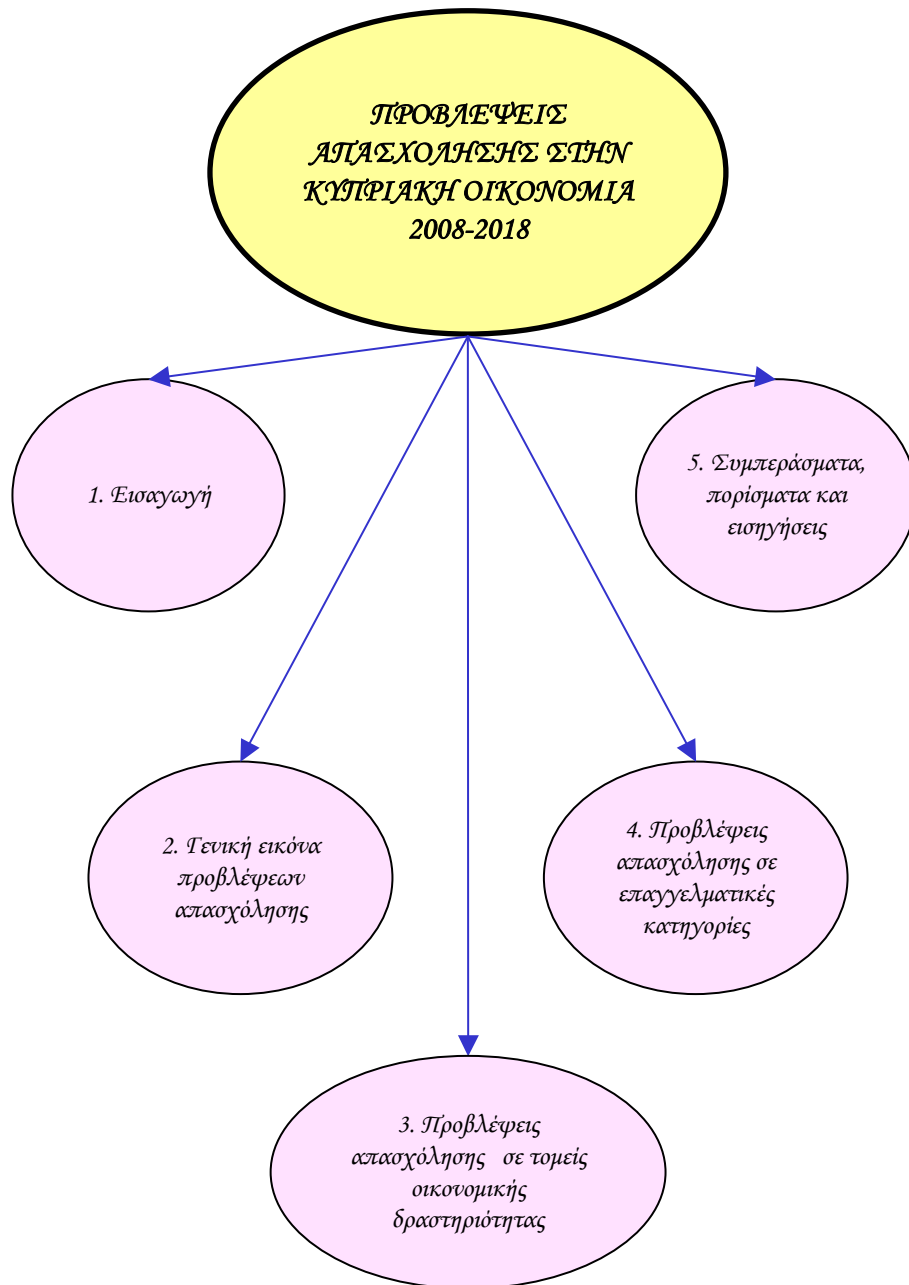 ΠΡΟΒΛΕΨΕΙΣ
ΑΠΑΣΧΟΛΗΣΗΣ ΣΤΗΝ
ΚΥΠΡΙΑΚΗ ΟΙΚΟΝΟΜΙΑ
2008-2018
1. Εισαγωγή
5. Συμπεράσματα,
πορίσματα και
εισηγήσεις
2. Γενική εικόνα
προβλέψεων
απασχόλησης
4. Προβλέψεις
απασχόλησης σε
επαγγελματικές
κατηγορίες
3. Προβλέψεις
απασχόλησης σε τομείς
οικονομικής
δραστηριότητας